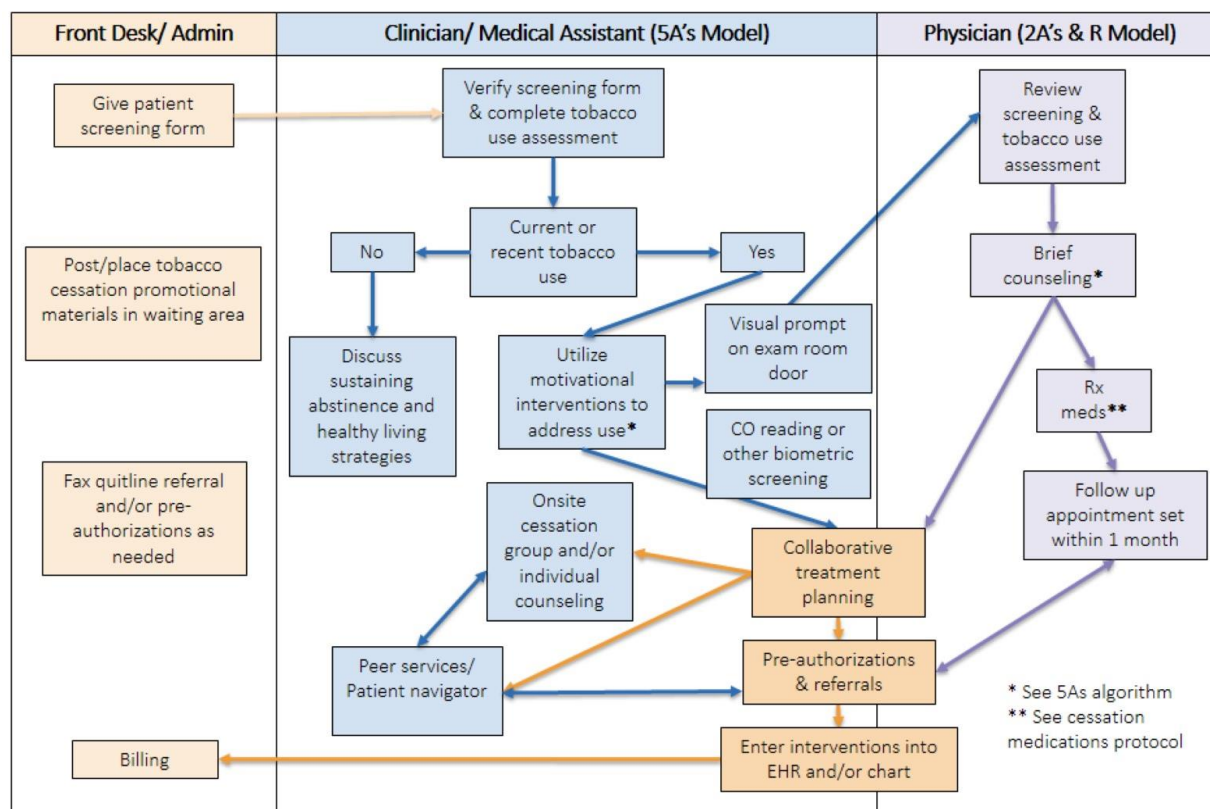 Front Desk/ Admin
Clinician/ Medical Assistant (5A's Model)
Physician (2A's & R Model)
Give patient
screening form
Post/place tobacco
cessation promotional
materials in waiting area
Fax quitline referral
and/or pre-
authorizations as
needed
Billing
Verify screening form
& complete tobacco
use assessment
Current or
recent tobacco
use
No
Yes
Discuss
sustaining
abstinence and
healthy living
strategies
Utilize
motivational
interventions to
address use*
Visual prompt
on exam room
door
CO reading or
other biometric
screening
Onsite
cessation
group and/or
individual
counseling
Collaborative
treatment
planning
Peer services/
Patient navigator
Pre-authorizations
& referrals
Enter interventions into
EHR and/or chart
Review
screening &
tobacco use
assessment
Brief
counseling*
Rx
meds**
Follow up
appointment set
within 1 month
* See 5As algorithm
** See cessation
medications protocol